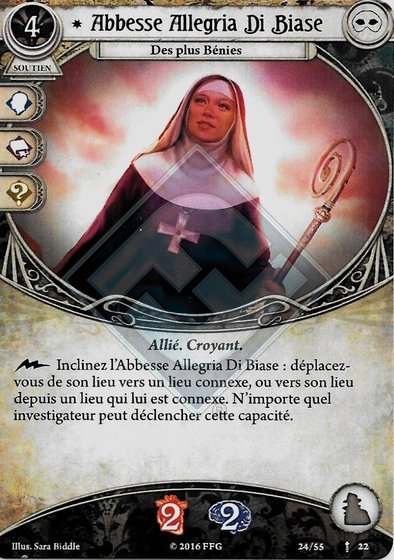 4
* Abbesse Allegria Di Biase
Des plus Bénies
SOUTIEN
?
Allié. Croyant.
Inclinez l'Abbesse Allegria Di Biase : déplacez-
vous de son lieu vers un lieu connexe, ou vers son lieu
depuis un lieu qui lui est connexe. N'importe quel
investigateur peut déclencher cette capacité.
2 2
Illus. Sara Biddle © 2016 FFG 24/55 22